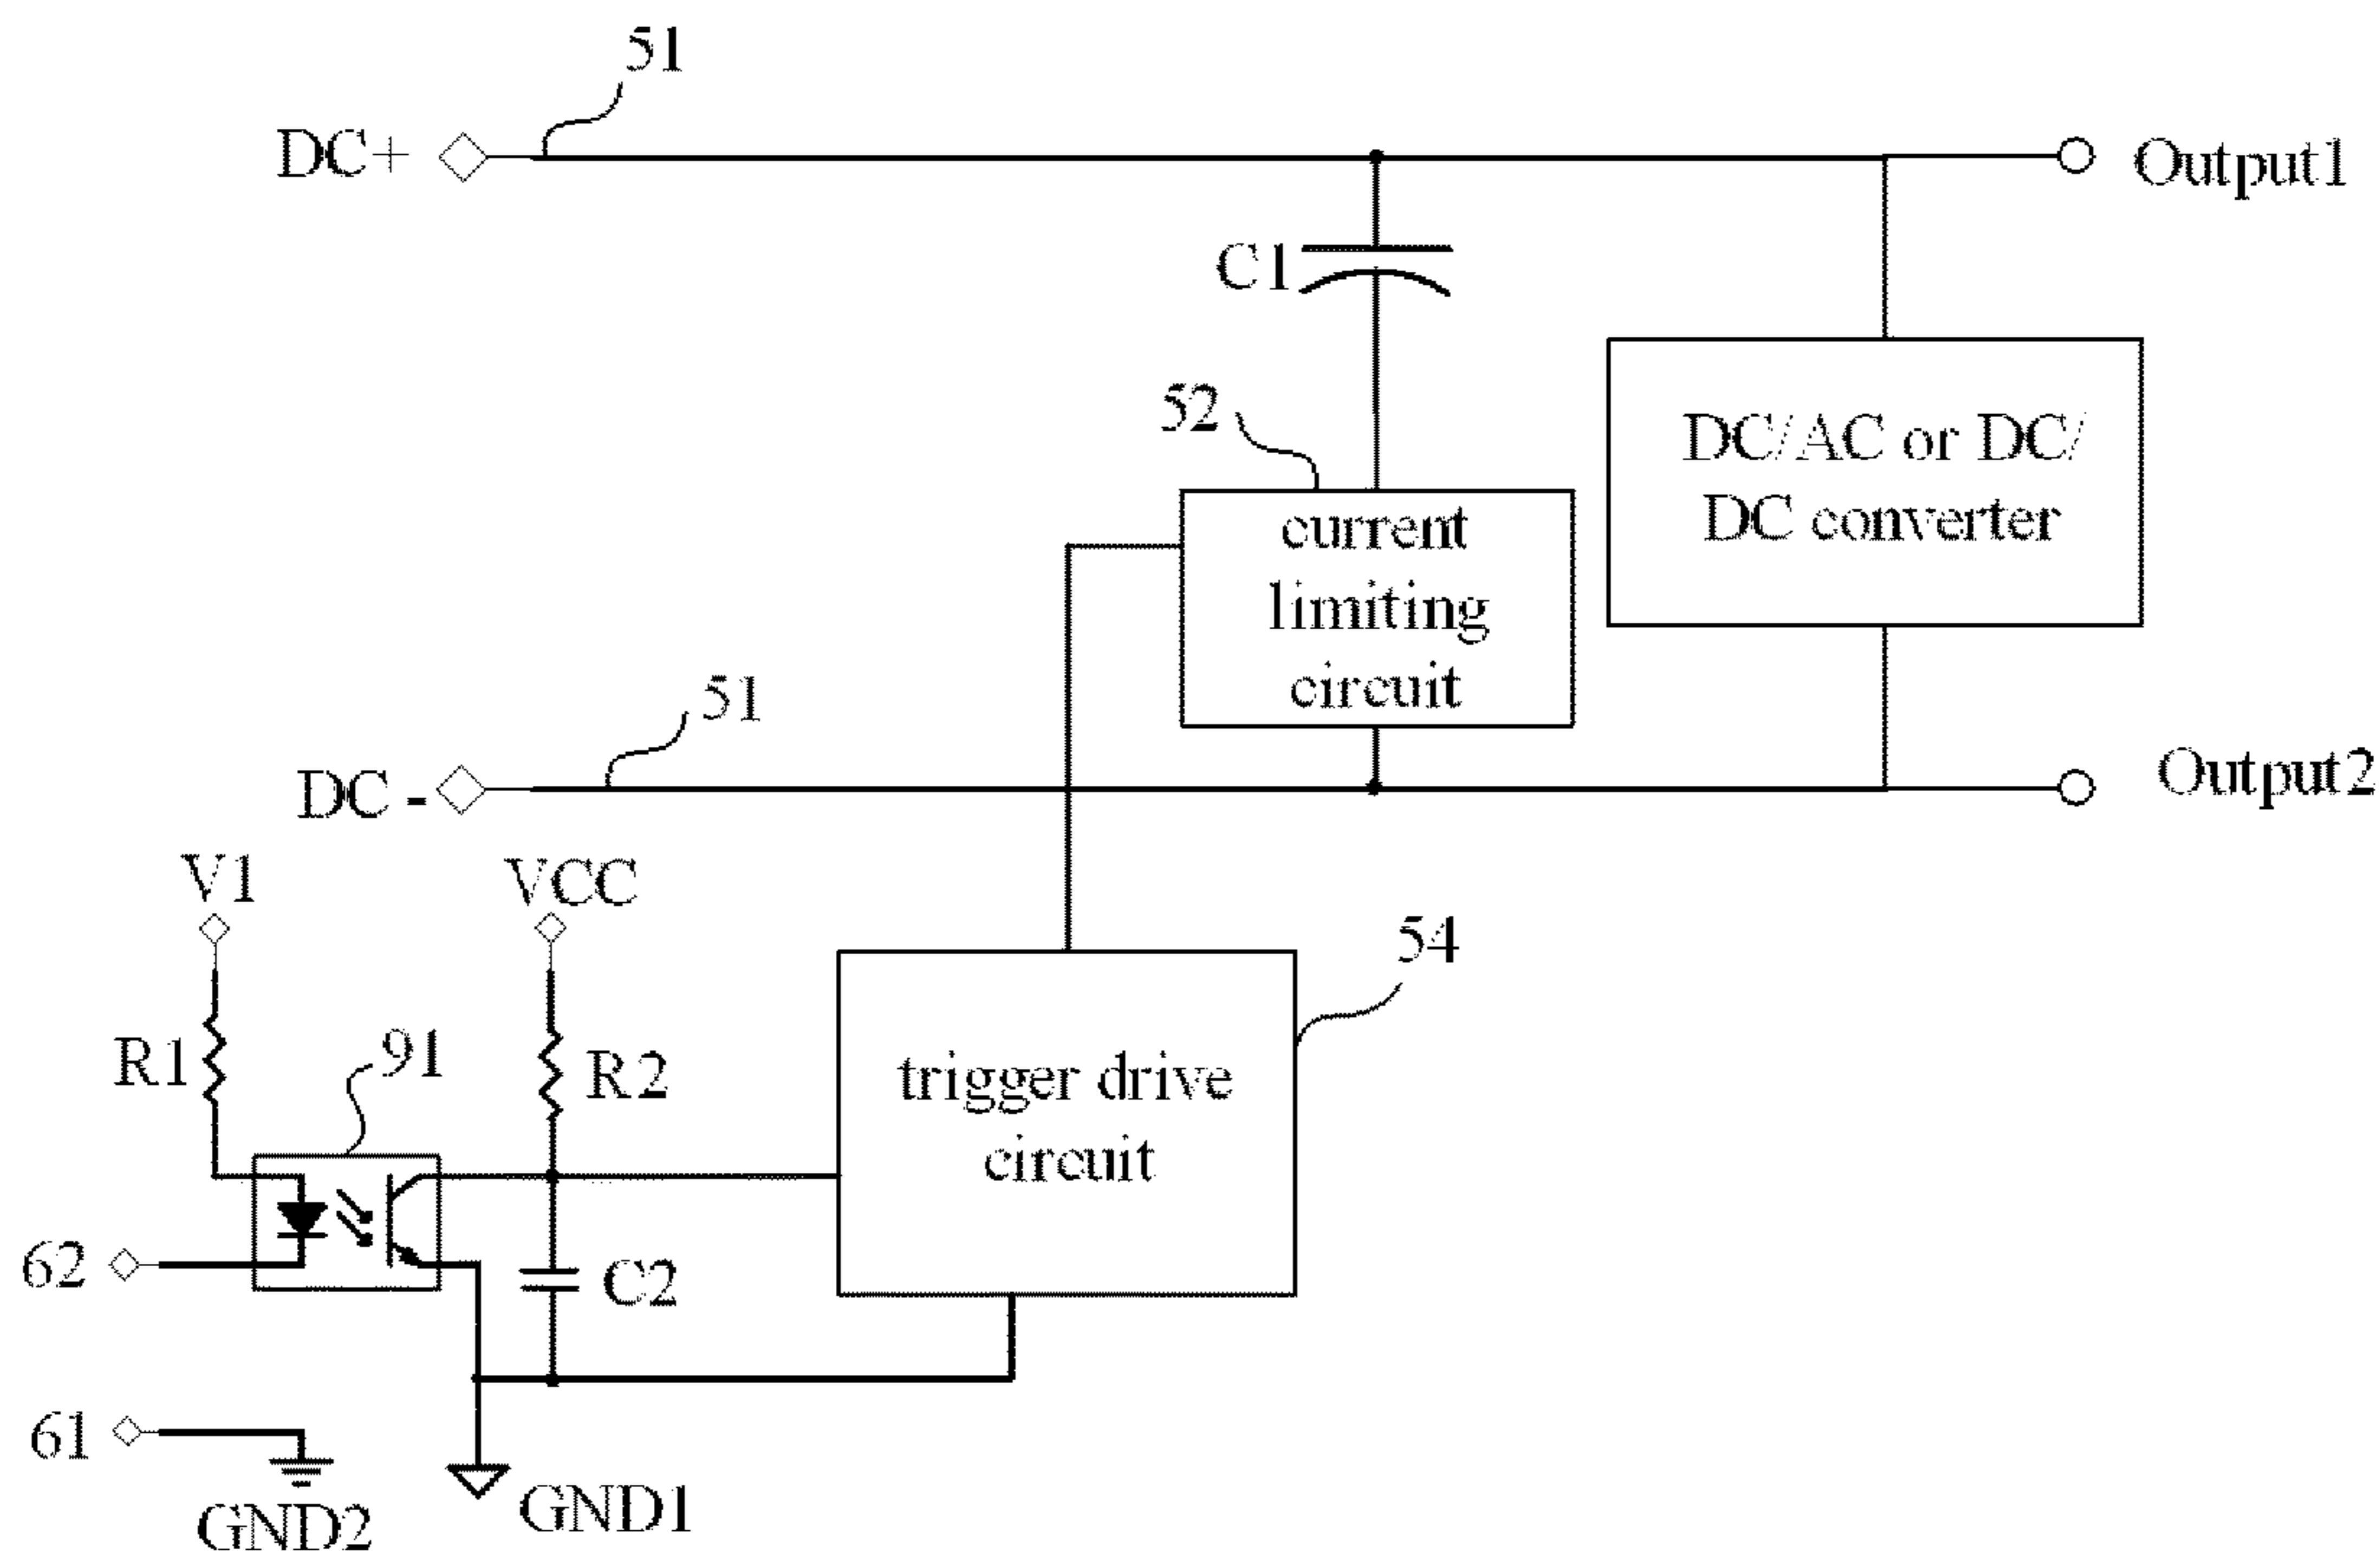 51
DC+
Output1
C1
52
DC/AC or DC/
DC converter
current
limiting
circuit
51
DC -
Output2
V1
VCC
54
R1
91
R2
trigger drive
circuit
62
C2
61
GND2
GND1